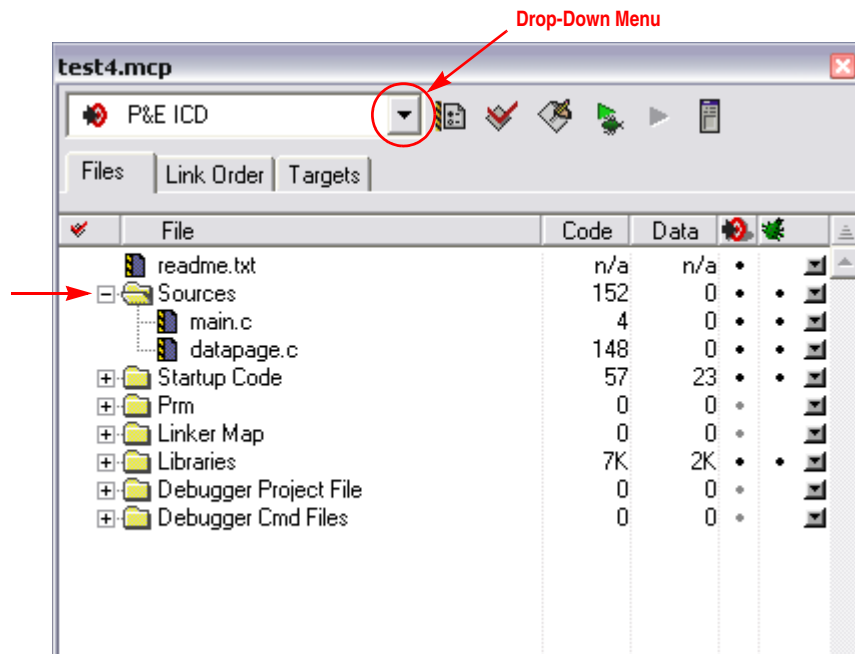 Drop-Down Menu
test4.mcp
P&E ICD
Files Link Order Targets
File Code Data
readme.txt n/a n/a
Sources 152 0
main.c 4 0
datapage.c 148 0
Startup Code 57 23
Prm 0 0
Linker Map 0 0
Libraries 7K 2K
Debugger Project File 0 0
Debugger Cmd Files 0 0